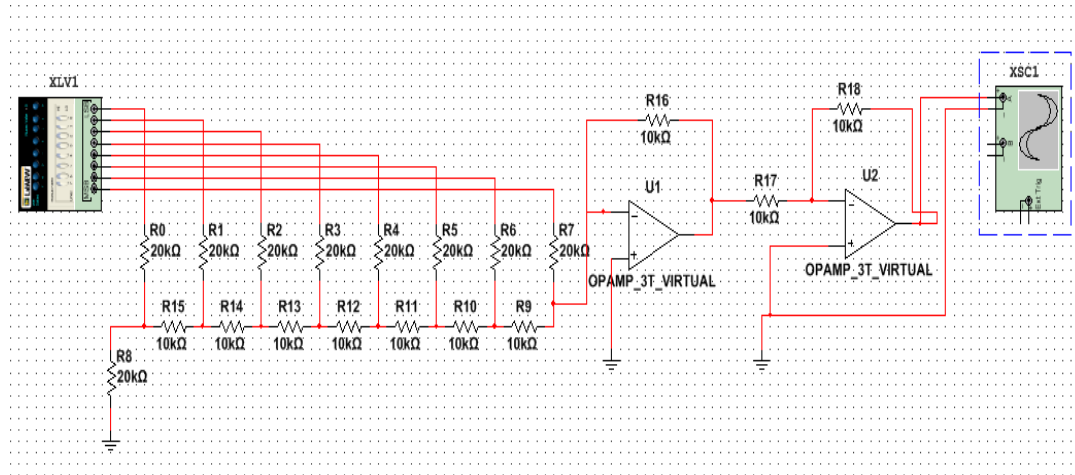 XLV1
XSC1
R16
10kΩ
R18
10kΩ
U1
U2
R17
10kΩ
R0
20kΩ
R1
20kΩ
R2
20kΩ
R3
20kΩ
R4
20kΩ
R5
20kΩ
R6
20kΩ
R7
20kΩ
OPAMP_3T_VIRTUAL
OPAMP_3T_VIRTUAL
R15
10kΩ
R14
10kΩ
R13
10kΩ
R12
10kΩ
R11
10kΩ
R10
10kΩ
R9
10kΩ
R8
20kΩ
Ext Trig
A
B
+
−
+
−